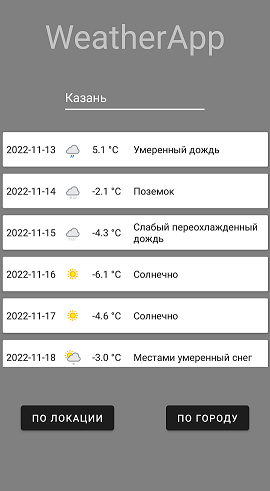 WeatherApp
Казань
2022-11-13 5.1 °C Умеренный дождь
2022-11-14 -2.1 °C Поземок
2022-11-15 -4.3 °C Слабый переохлажденный
дождь
2022-11-16 -6.1 °C Солнечно
2022-11-17 -4.6 °C Солнечно
2022-11-18 -3.0 °C Местами умеренный снег
ПО ЛОКАЦИИ ПО ГОРОДУ